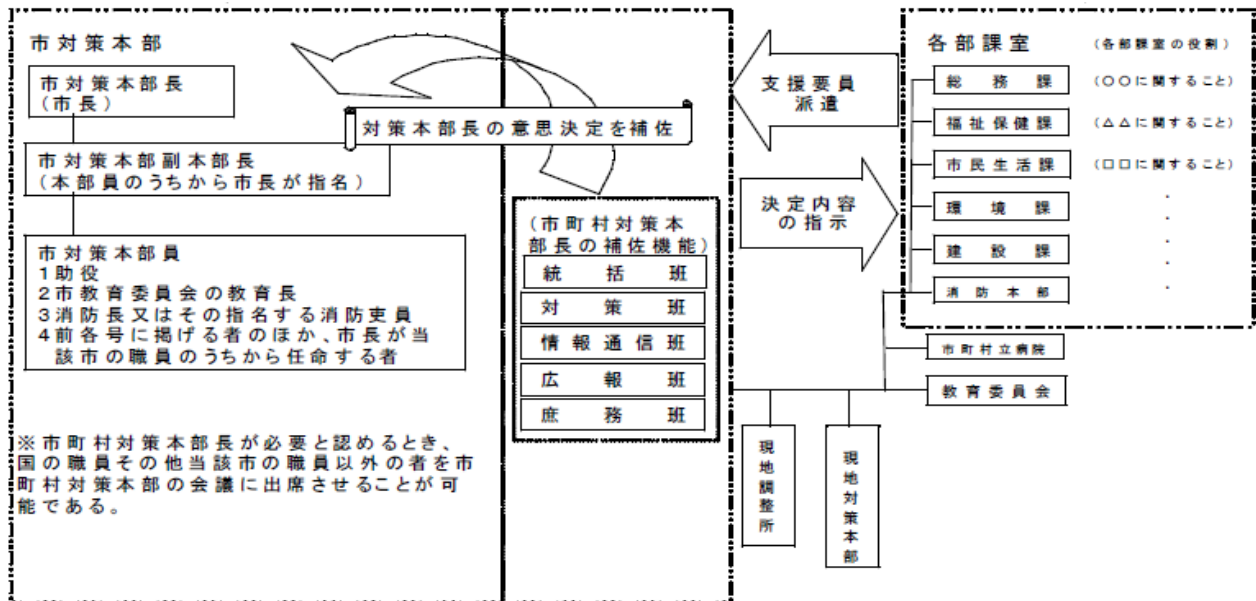 市対策本部
市対策本部長
(市長)
市対策本部副本部長
(本部員のうちから市長が指名)
市対策本部員
1助役
2市教育委員会の教育長
3消防長又はその指名する消防吏員
4前各号に掲げる者のほか、市長が当
該市の職員のうちから任命する者
※市町村対策本部長が必要と認めるとき、
国の職員その他当該市の職員以外の者を市
町村対策本部の会議に出席させることが可
能である。
対策本部長の意思決定を補佐
(市町村対策本
部長の補佐機能)
統括班
対策班
情報通信班
広報班
庶務班
支援要員
派遣
決定内容
の指示
各部課室 (各部課室の役割)
総務課 (○○に関すること)
福祉保健課 (△△に関すること)
市民生活課 (□□に関すること)
環境課
建設課
消防本部
市町村立病院
教育委員会
現地調整所
現地対策本部